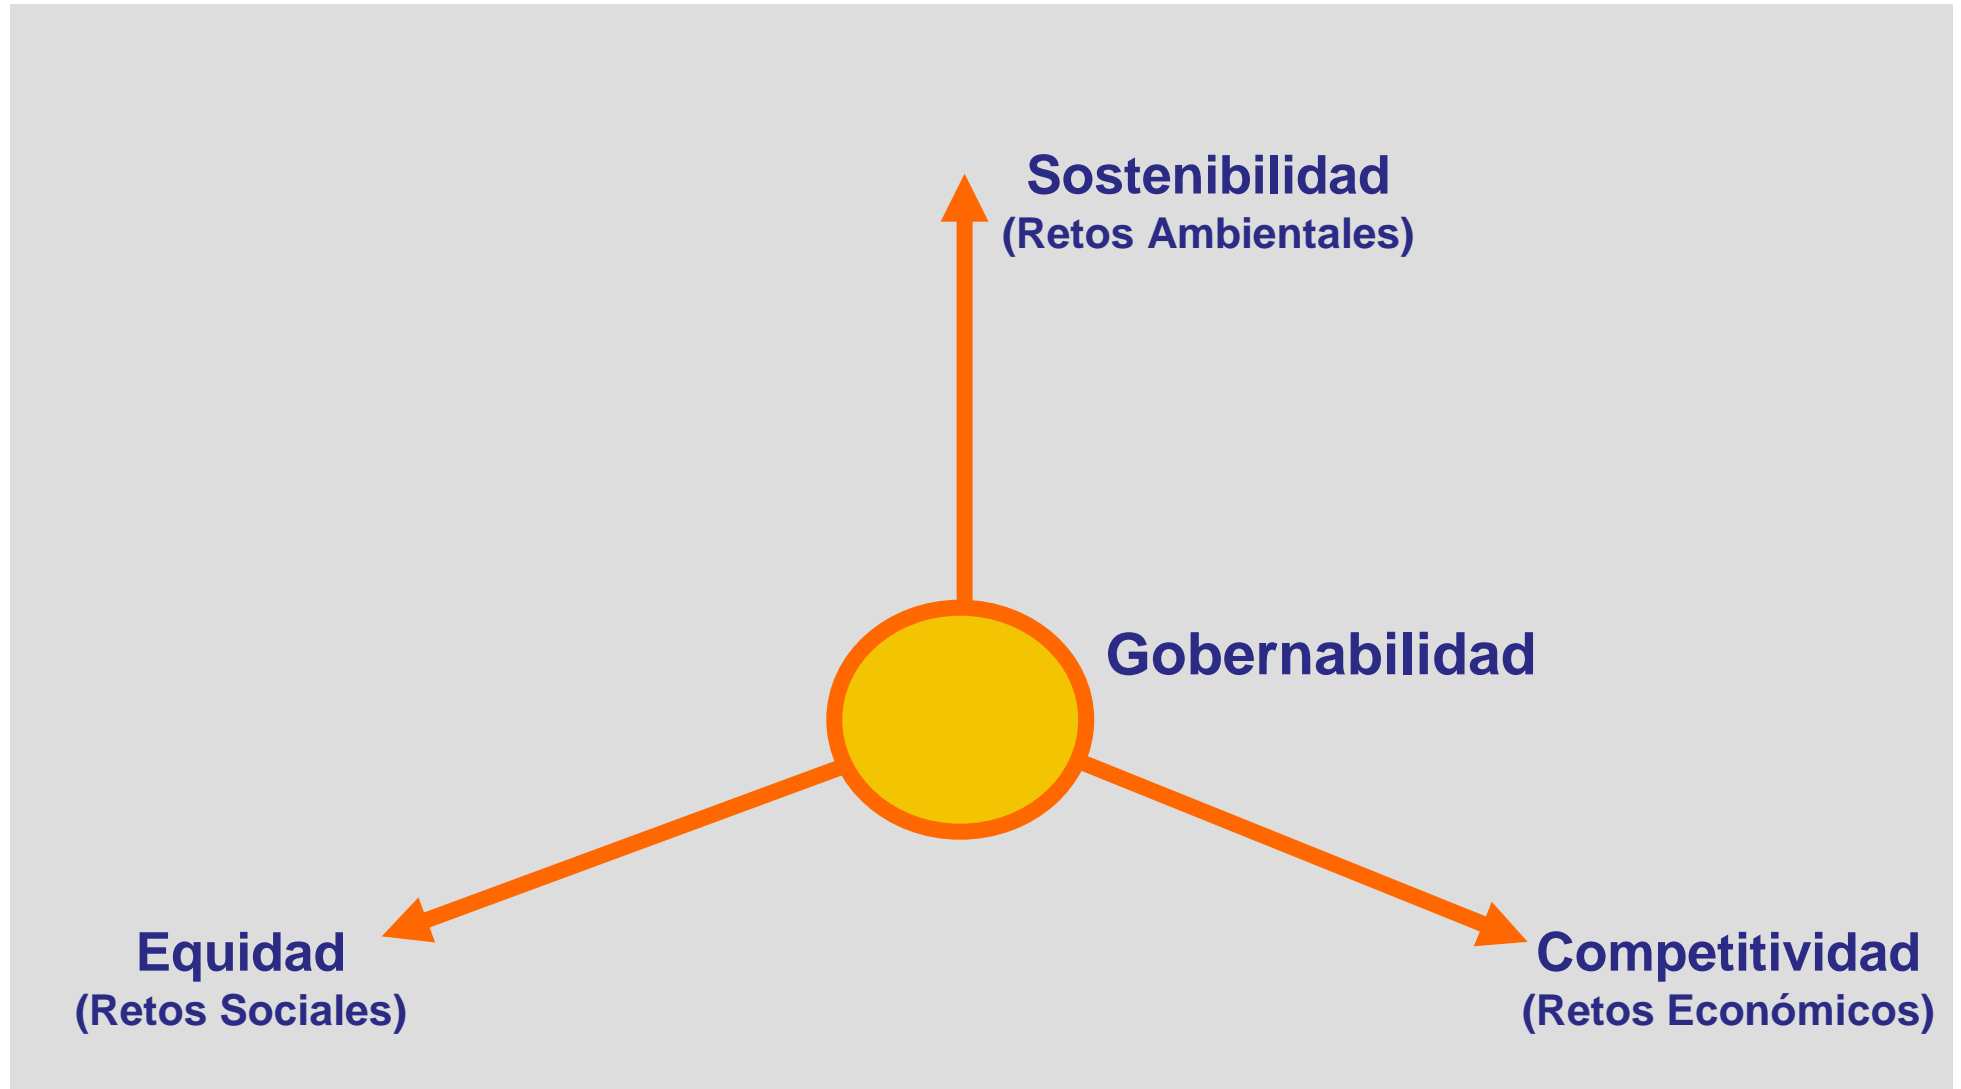 Sostenibilidad
(Retos Ambientales)
Gobernabilidad
Equidad
(Retos Sociales)
Competitividad
(Retos Económicos)